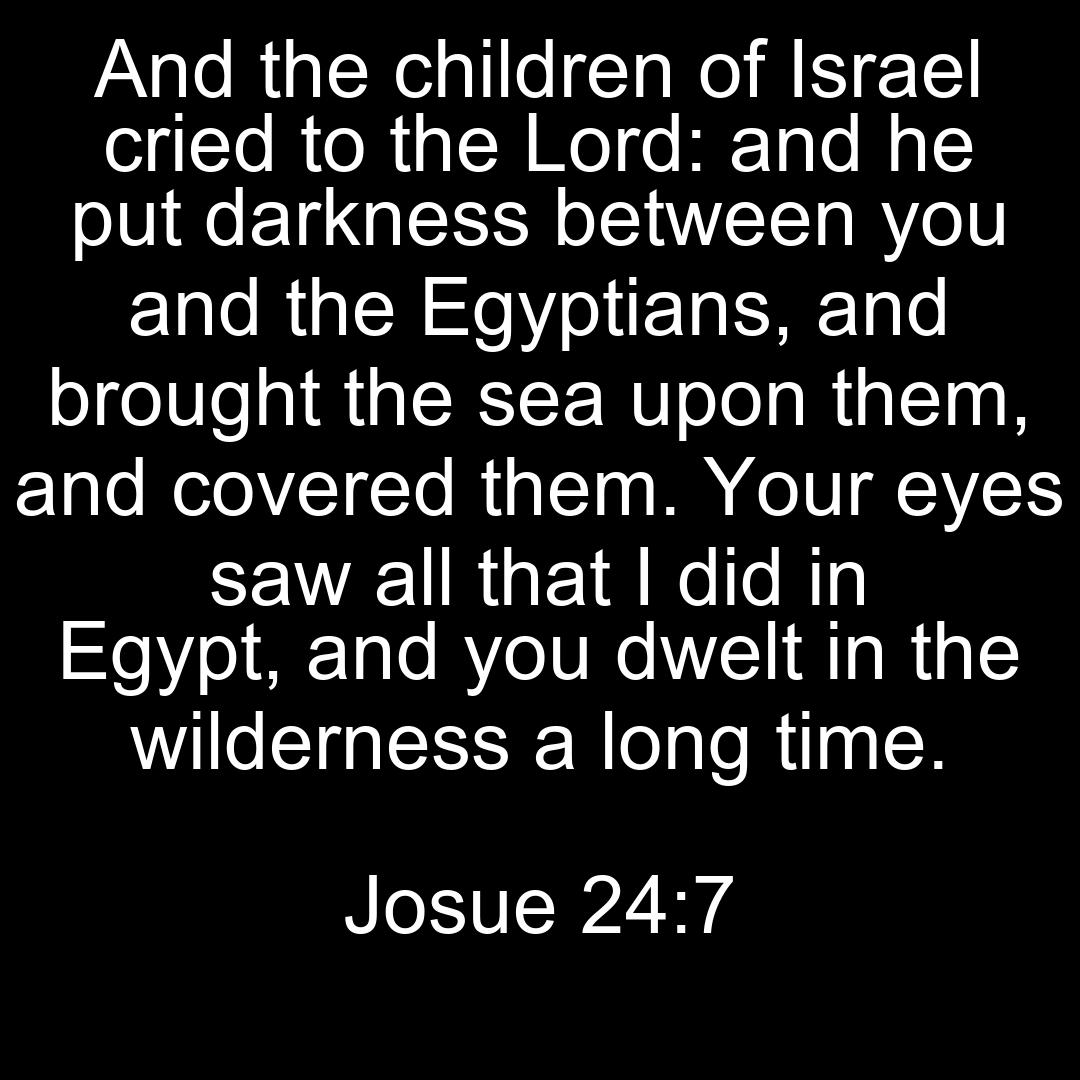 And the children of Israel
cried to the Lord: and he
put darkness between you
and the Egyptians, and
brought the sea upon them,
and covered them. Your eyes
saw all that I did in
Egypt, and you dwelt in the
wilderness a long time.
Josue 24:7